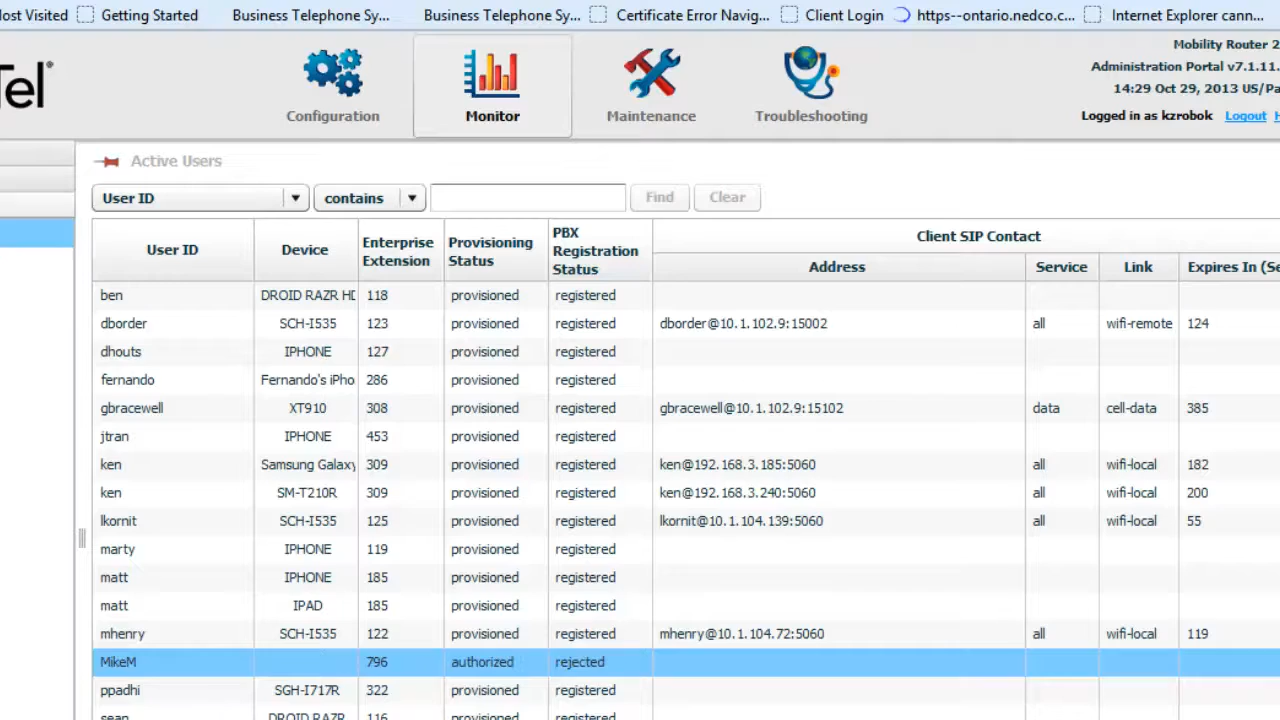 ost Visited Getting Started Business Telephone Sy... Business Telephone Sy... Certificate Error Navig... Client Login https--ontario.nedco.c... Internet Explorer cann...
Tel®
Configuration
Monitor
Maintenance
Troubleshooting
Mobility Router 2
Administration Portal v7.1.11.
14:29 Oct 29, 2013 US/Pa
Logged in as kzrobok Logout H
Active Users
User ID contains Find Clear
User ID Device Enterprise Extension Provisioning Status PBX Registration Status Client SIP Contact
Address Service Link Expires In (Se
ben DROID RAZR HD 118 provisioned registered
dborder SCH-I535 123 provisioned registered dborder@10.1.102.9:15002 all wifi-remote 124
dhouts IPHONE 127 provisioned registered
fernando Fernando's iPho 286 provisioned registered
gbracewell XT910 308 provisioned registered gbracewell@10.1.102.9:15102 data cell-data 385
jtran IPHONE 453 provisioned registered
ken Samsung Galaxy 309 provisioned registered ken@192.168.3.185:5060 all wifi-local 182
ken SM-T210R 309 provisioned registered ken@192.168.3.240:5060 all wifi-local 200
lkornit SCH-I535 125 provisioned registered lkornit@10.1.104.139:5060 all wifi-local 55
marty IPHONE 119 provisioned registered
matt IPHONE 185 provisioned registered
matt IPAD 185 provisioned registered
mhenry SCH-I535 122 provisioned registered mhenry@10.1.104.72:5060 all wifi-local 119
MikeM 796 authorized rejected
ppadhi SGH-I717R 322 provisioned registered
sean DROID RAZR 116 provisioned registered